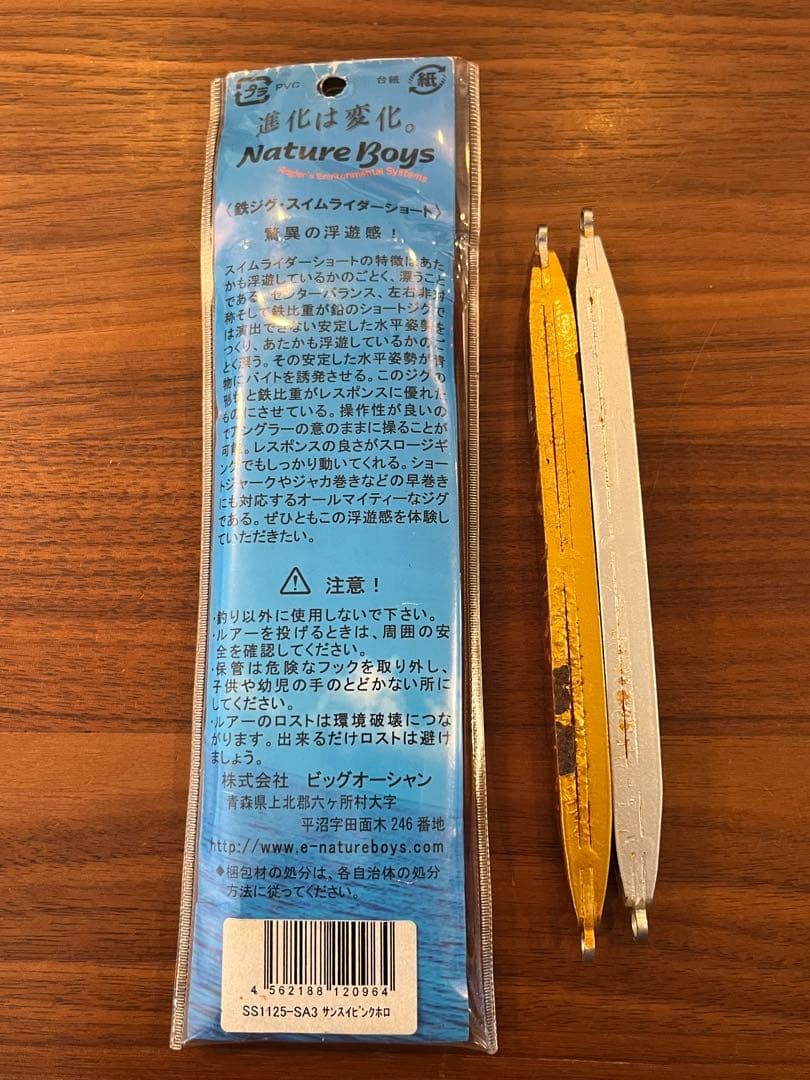 プラ PVC 台紙 紙
進化は変化。
Nature Boys
Angler's Environmental Systems
〈鉄ジグ・スイムライダーショート〉
驚異の浮遊感！
スイムライダーショートの特徴はあた
かも浮遊しているかのごとく、漂うこと
である。センターバランス、左右非対
称そして鉄比重が鉛のショートジグで
は演出できない安定した水平姿勢を
つくり、あたかも浮遊しているかのご
とく漂う。その安定した水平姿勢が青
物にバイトを誘発させる。このジグの
と鉄比重がレスポンスに優れた
ものにさせている。操作性が良いの
でアングラーの意のままに操ることが
可能。レスポンスの良さがスロージギ
ングでもしっかり動いてくれる。ショー
トジャークやジャカ巻きなどの早巻き
にも対応するオールマイティーなジグ
である。ぜひともこの浮遊感を体験し
ていただきたい。
注意！
・釣り以外に使用しないで下さい。
・ルアーを投げるときは、周囲の安
全を確認してください。
・保管は危険なフックを取り外し、
子供や幼児の手のとどかない所に
してください。
・ルアーのロストは環境破壊につな
がります。出来るだけロストは避け
ましょう。
株式会社 ビッグオーシャン
青森県上北郡六ヶ所村大字
平沼字田面木246番地
http://www.e-natureboys.com
◆梱包材の処分は、各自治体の処分
方法に従ってください。
4 562188 120964
SS1125-SA3 サンスイピンクホロ